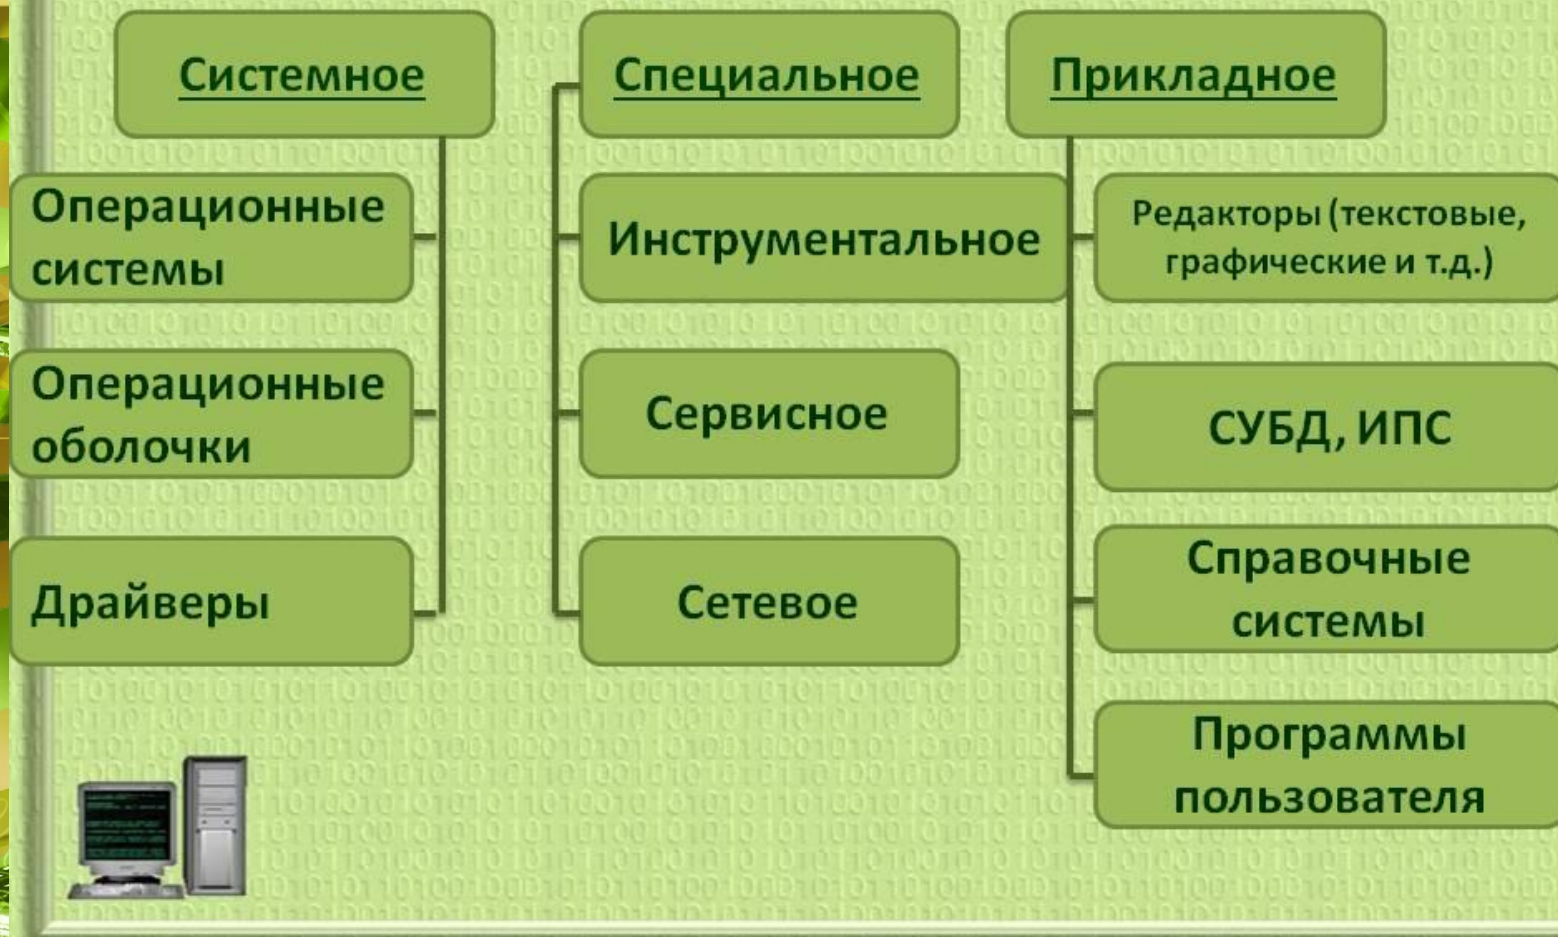 Системное
Операционные
системы
Операционные
оболочки
Драйверы
Специальное
Инструментальное
Сервисное
Сетевое
Прикладное
Редакторы (текстовые,
графические и т.д.)
СУБД, ИПС
Справочные
системы
Программы
пользователя